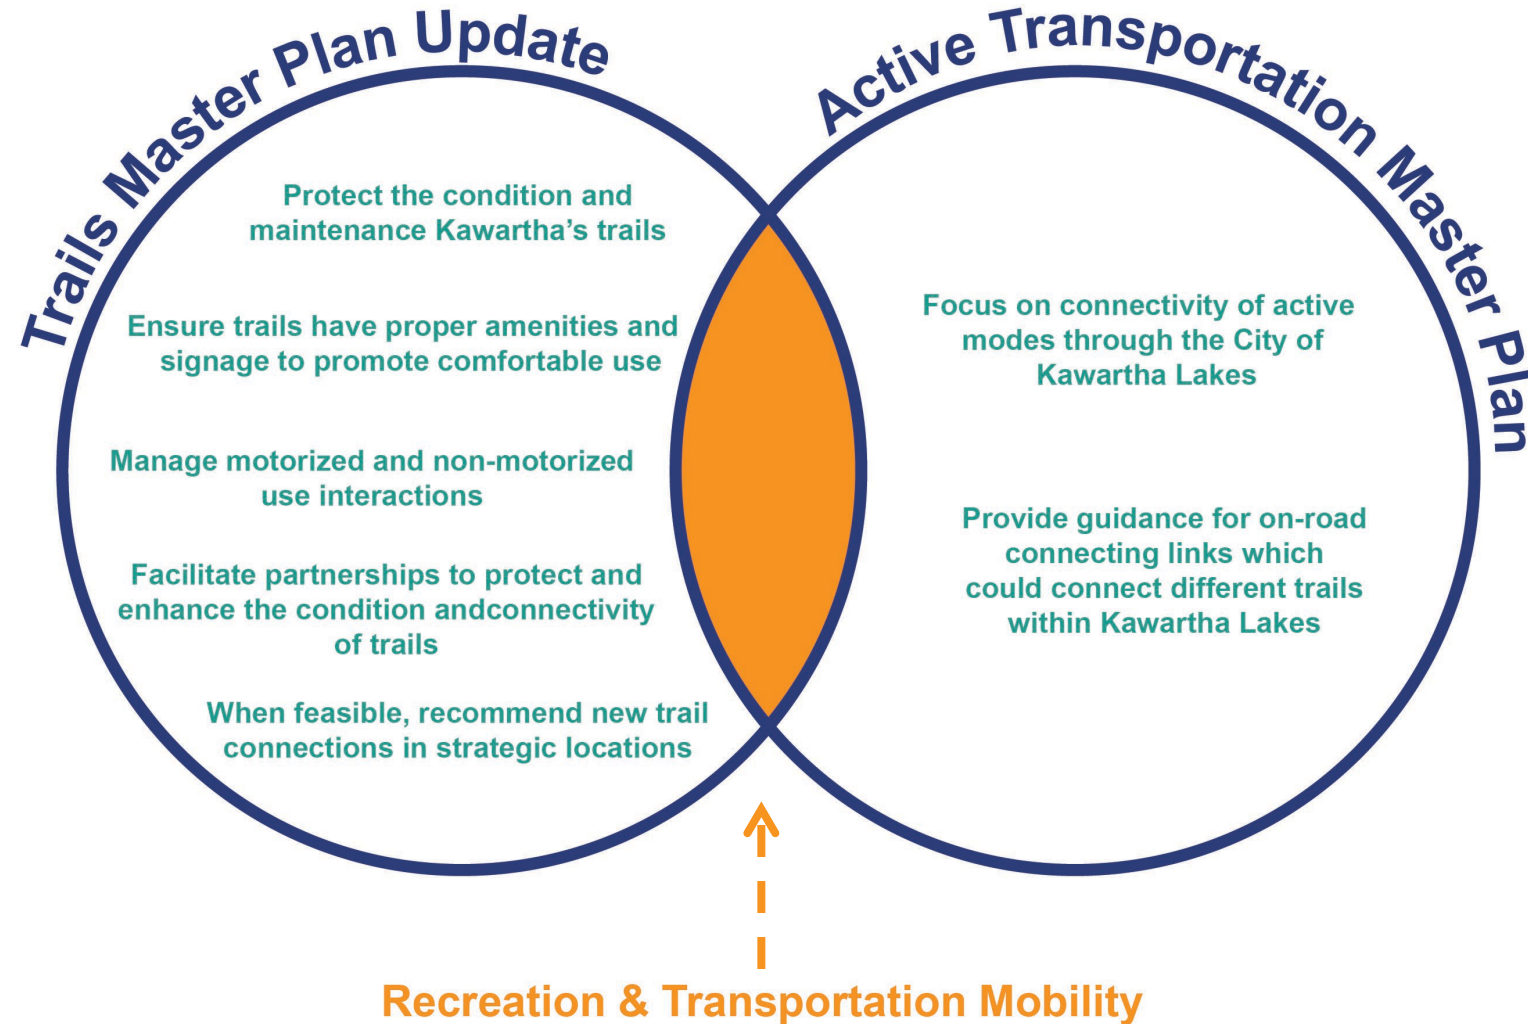 Trails Master Plan Update
Active Transportation Master Plan
Protect the condition and
maintenance Kawartha’s trails
Ensure trails have proper amenities and
signage to promote comfortable use
Manage motorized and non-motorized
use interactions
Facilitate partnerships to protect and
enhance the condition andconnectivity
of trails
When feasible, recommend new trail
connections in strategic locations
Focus on connectivity of active
modes through the City of
Kawartha Lakes
Provide guidance for on-road
connecting links which
could connect different trails
within Kawartha Lakes
Recreation & Transportation Mobility